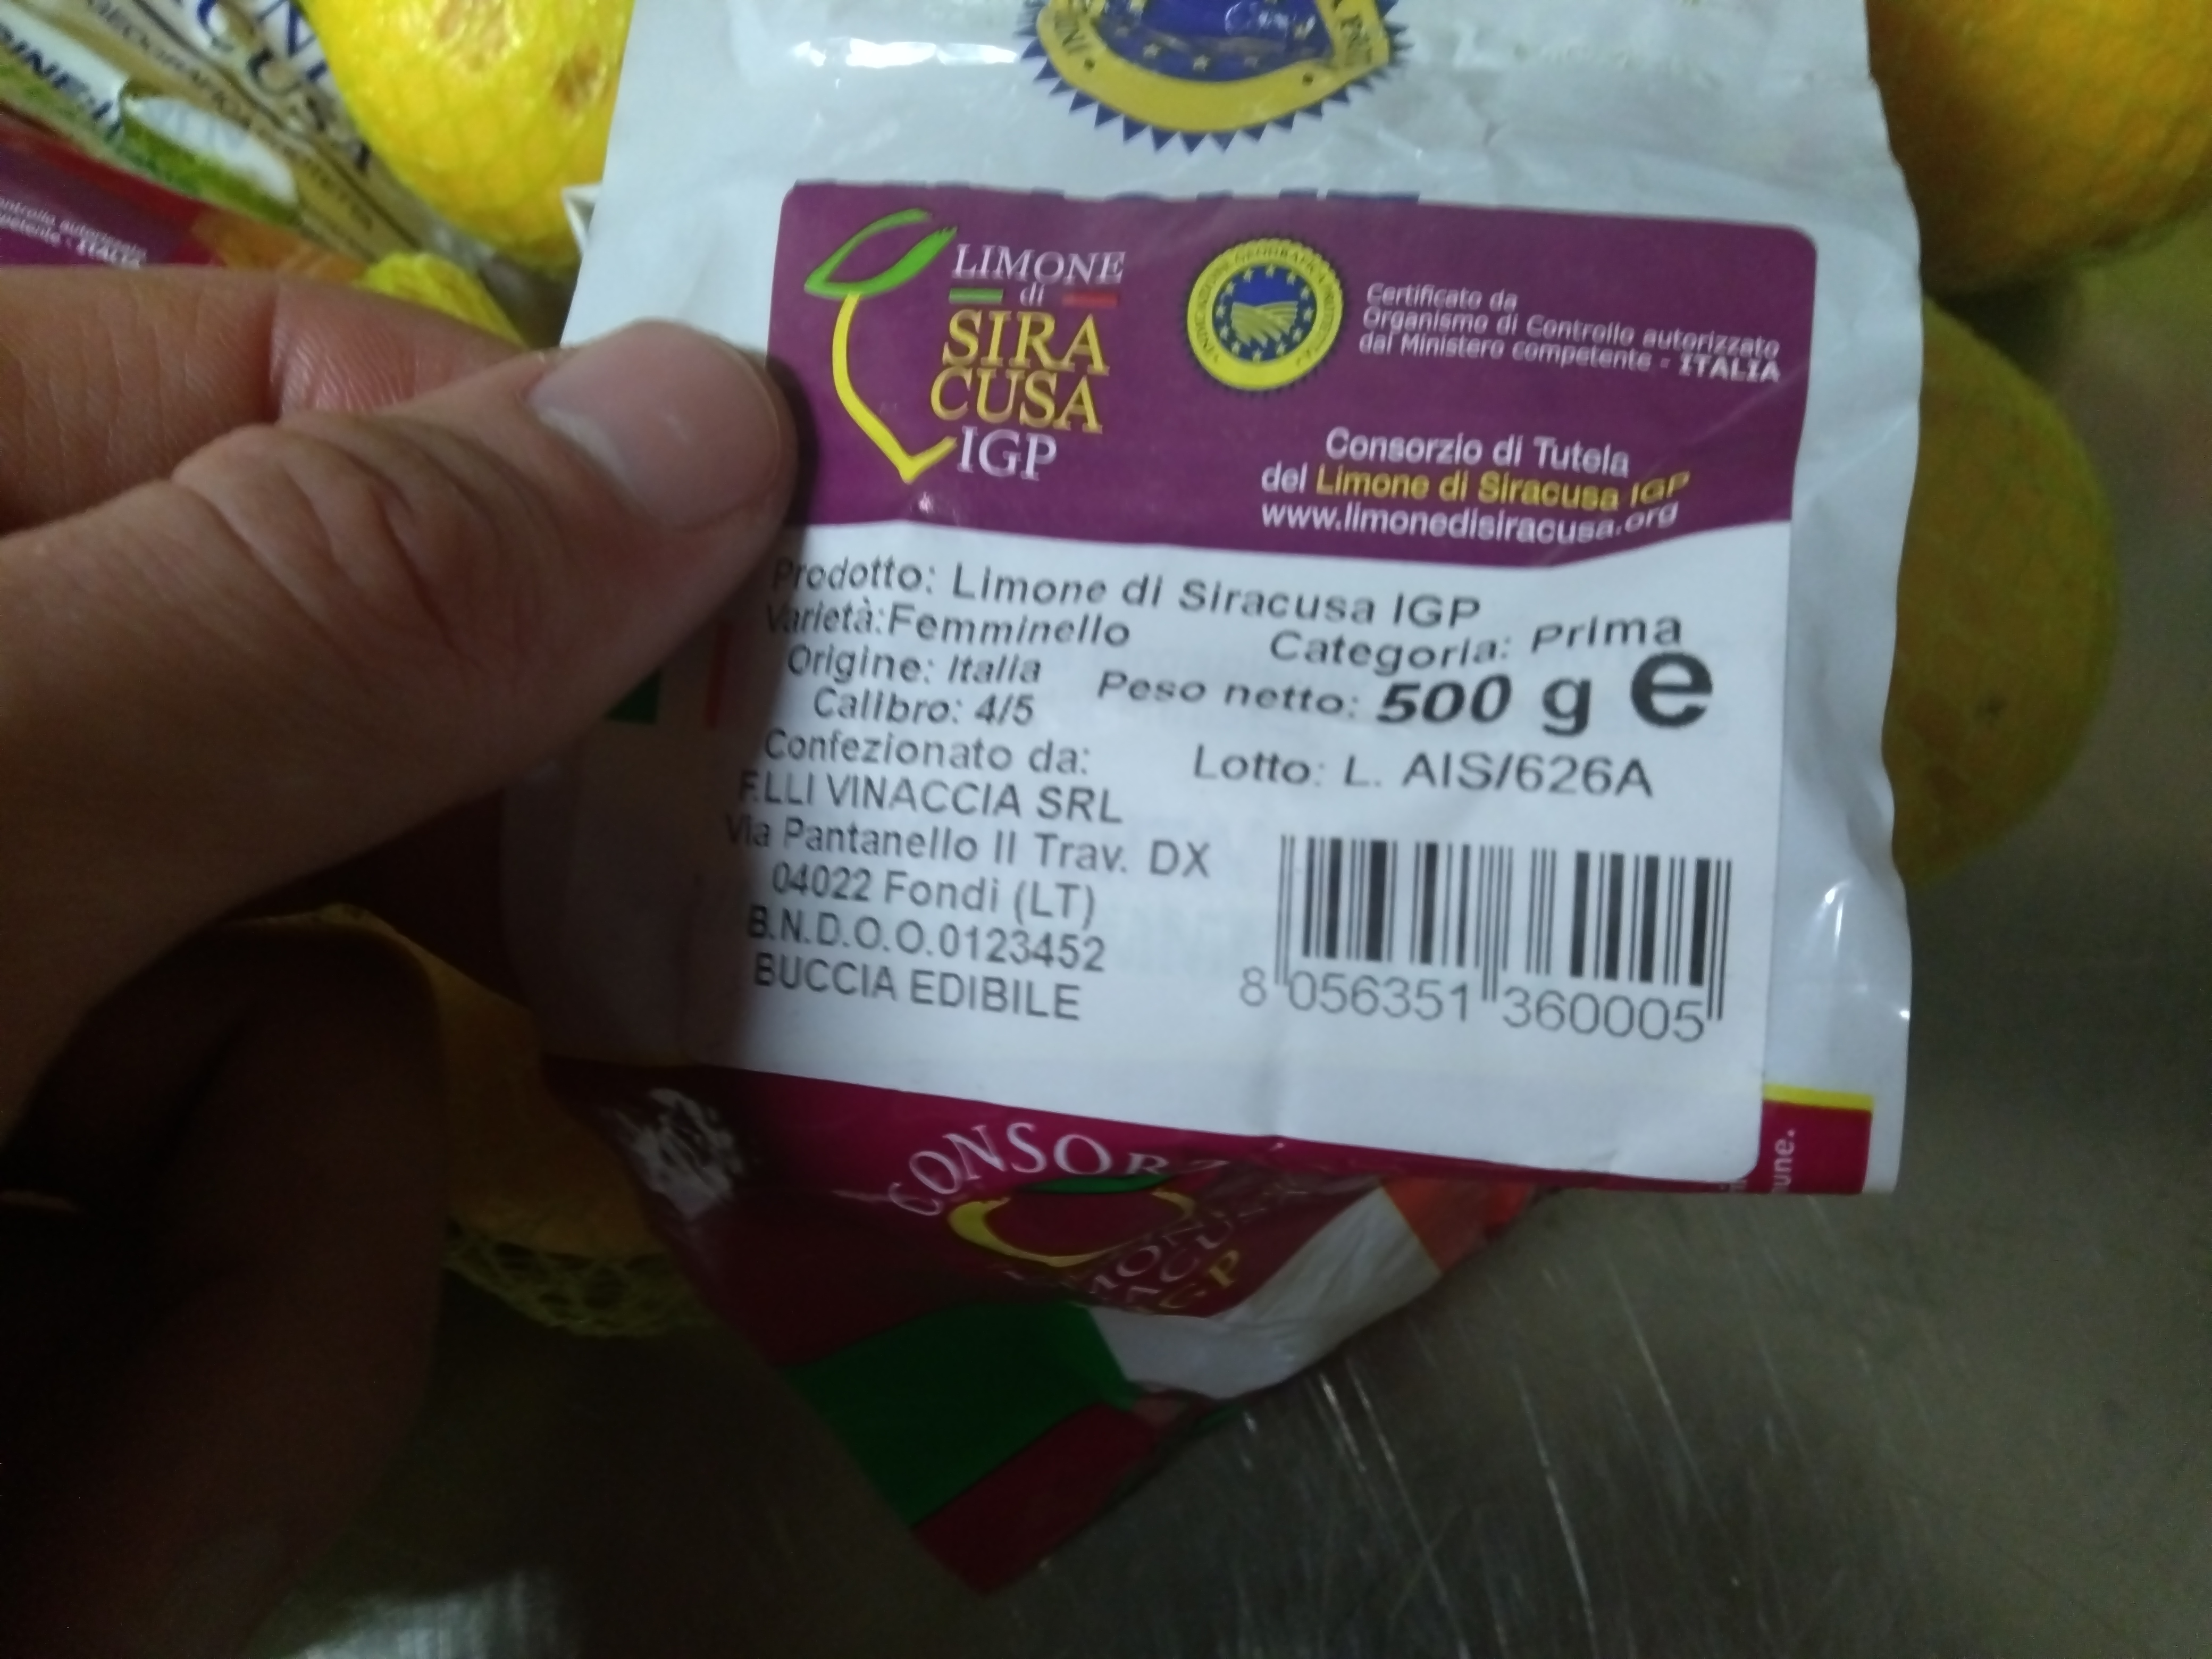 LIMONE
di
SIRA
CUSA
IGP
Certificato da
Organismo di Controllo autorizzato
dal Ministero competente - ITALIA
Consorzio di Tutela
del Limone di Siracusa IGP
www.limonedisiracusa.org
Prodotto: Limone di Siracusa IGP
Varietà:Femminello Categoria: Prima
Origine: Italia Peso netto: 500 g e
Calibro: 4/5
Confezionato da: Lotto: L. AIS/626A
F.LLI VINACCIA SRL
Via Pantanello II Trav. DX
04022 Fondi (LT)
B.N.D.O.O.0123452
BUCCIA EDIBILE
8 056351 360005
ITALIA